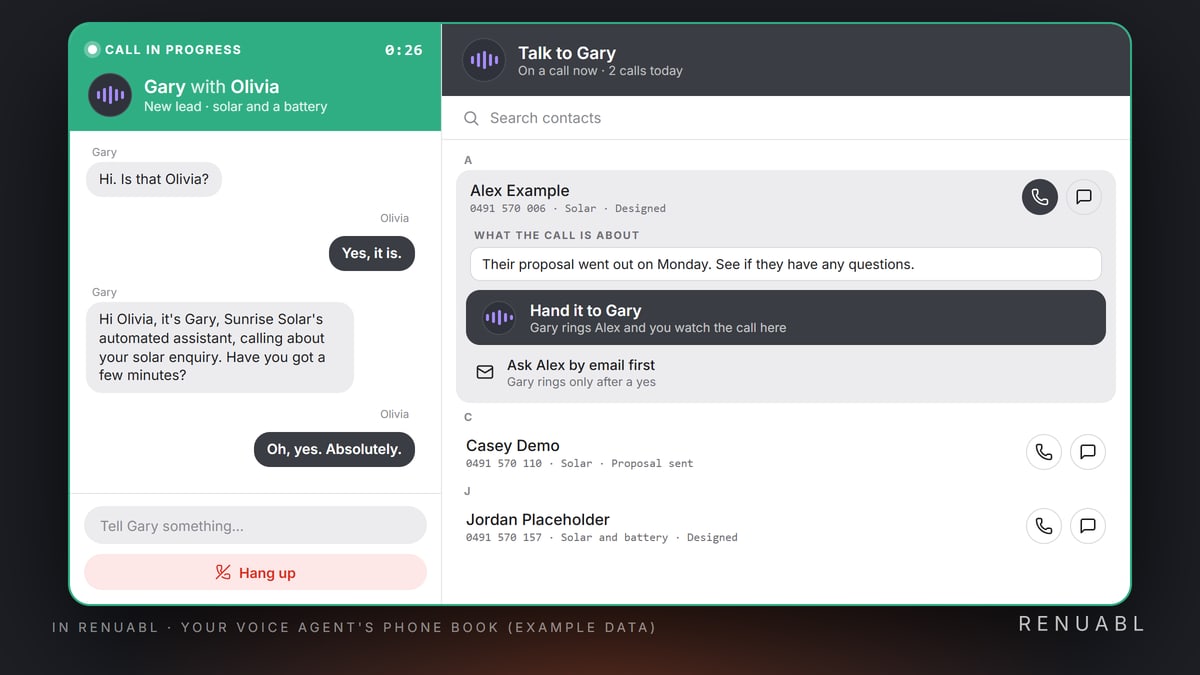 CALL IN PROGRESS
0:26
Gary with Olivia
New lead · solar and a battery
Gary
Hi. Is that Olivia?
Olivia
Yes, it is.
Gary
Hi Olivia, it's Gary, Sunrise Solar's
automated assistant, calling about
your solar enquiry. Have you got a
few minutes?
Olivia
Oh, yes. Absolutely.
Tell Gary something...
Hang up
Talk to Gary
On a call now · 2 calls today
Search contacts
A
Alex Example
0491 570 006 · Solar · Designed
WHAT THE CALL IS ABOUT
Their proposal went out on Monday. See if they have any questions.
Hand it to Gary
Gary rings Alex and you watch the call here
Ask Alex by email first
Gary rings only after a yes
C
Casey Demo
0491 570 110 · Solar · Proposal sent
J
Jordan Placeholder
0491 570 157 · Solar and battery · Designed
IN RENUABL · YOUR VOICE AGENT'S PHONE BOOK (EXAMPLE DATA)
RENUABL